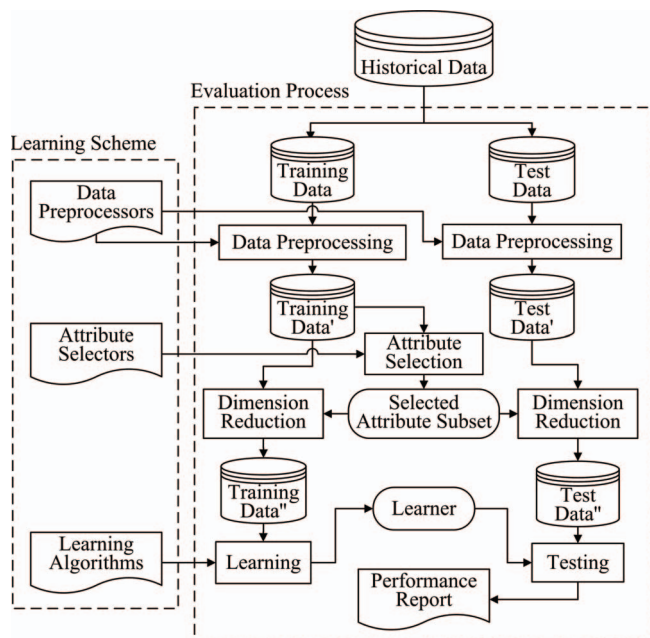 Historical Data
Evaluation Process
Learning Scheme
Data
Preprocessors
Training
Data
Test
Data
Data Preprocessing
Data Preprocessing
Training
Data'
Test
Data'
Attribute
Selectors
Attribute
Selection
Dimension
Reduction
Selected
Attribute Subset
Dimension
Reduction
Training
Data"
Learner
Test
Data"
Learning
Algorithms
Learning
Testing
Performance
Report